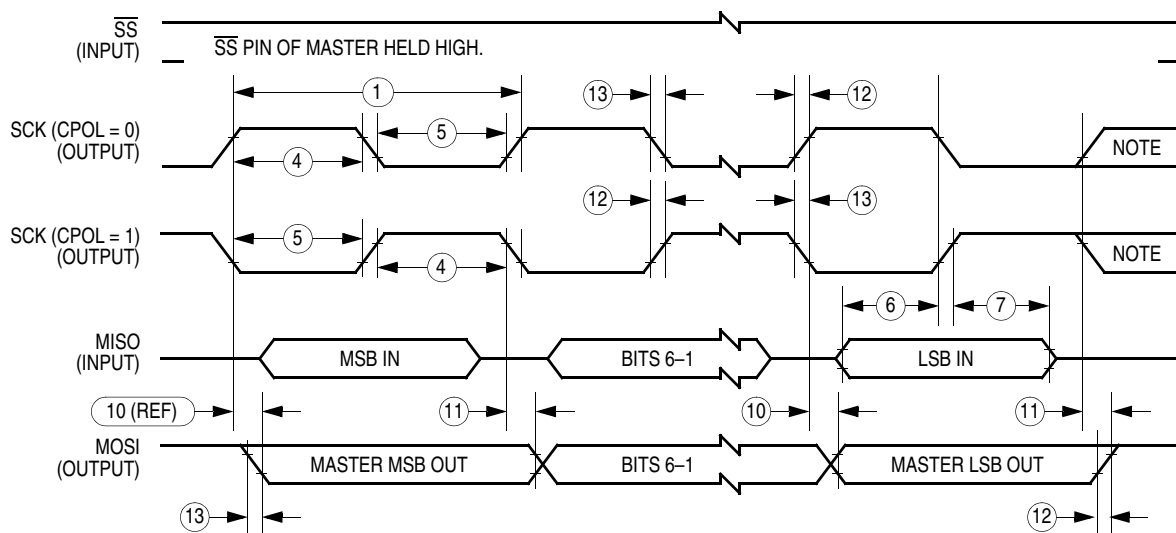 SS
(INPUT)
SS PIN OF MASTER HELD HIGH.
1
13
12
SCK (CPOL = 0)
(OUTPUT)
5
4
NOTE
12
13
SCK (CPOL = 1)
(OUTPUT)
5
4
NOTE
6
7
MISO
(INPUT)
MSB IN
BITS 6–1
LSB IN
10 (REF)
11
10
11
MOSI
(OUTPUT)
MASTER MSB OUT
BITS 6–1
MASTER LSB OUT
13
12